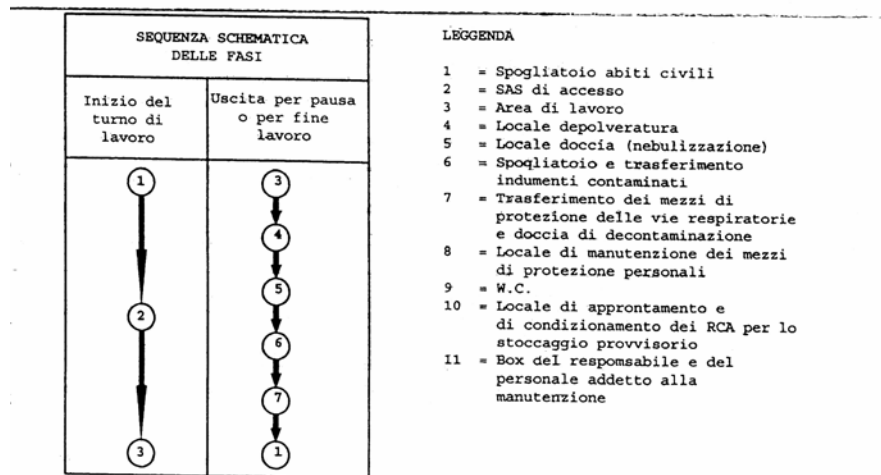 SEQUENZA SCHEMATICA
DELLE FASI
Inizio del
turno di
lavoro
Uscita per pausa
o per fine
lavoro
1
2
3
3
4
5
6
7
1
LEGGENDA
1 = Spogliatoio abiti civili
2 = SAS di accesso
3 = Area di lavoro
4 = Locale depolveratura
5 = Locale doccia (nebulizzazione)
6 = Spoqliatoio e trasferimento
indumenti contaminati
7 = Trasferimento dei mezzi di
protezione delle vie respiratorie
e doccia di decontaminazione
8 = Locale di manutenzione dei mezzi
di protezione personali
9 = W.C.
10 = Locale di approntamento e
di condizionamento dei RCA per lo
stoccaggio provvisorio
I1 = Box del respomsabile e del
personale addetto alla
manutenzione